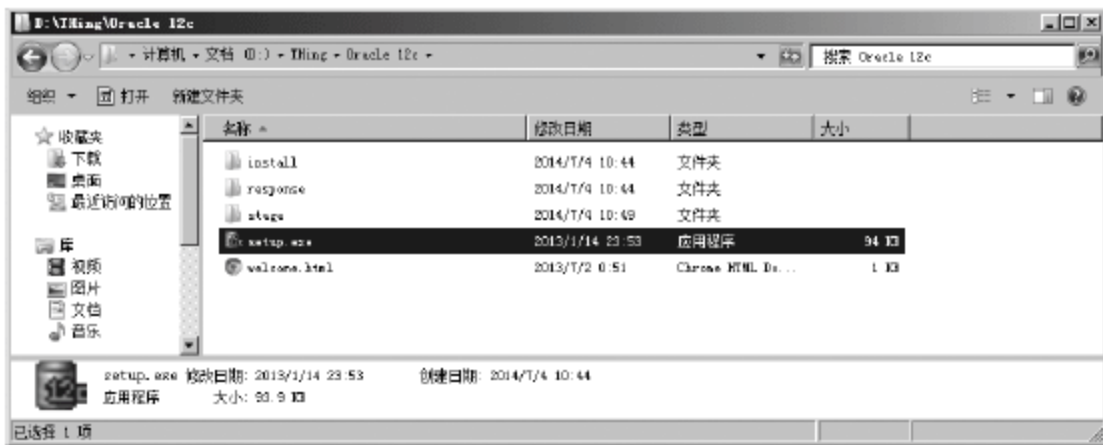 D:\THing\Oracle 12c
计算机 文档 (D:) THing Oracle 12c 搜索 Oracle 12c
组织 打开 新建文件夹
名称 修改日期 类型 大小
收藏夹
下载
桌面
最近访问的位置
库
视频
图片
文档
音乐
install 2014/7/4 10:44 文件夹
response 2014/7/4 10:44 文件夹
stage 2014/7/4 10:49 文件夹
setup.exe 2013/1/14 23:53 应用程序 94 KB
welcome.html 2013/7/2 0:51 Chrome HTML Do... 1 KB
12c
setup.exe 修改日期: 2013/1/14 23:53 创建日期: 2014/7/4 10:44
应用程序 大小: 93.9 KB
已选择 1 项